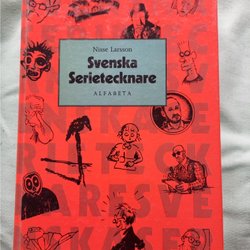 Nisse Larsson
Svenska
Serietecknare
ALFABETA